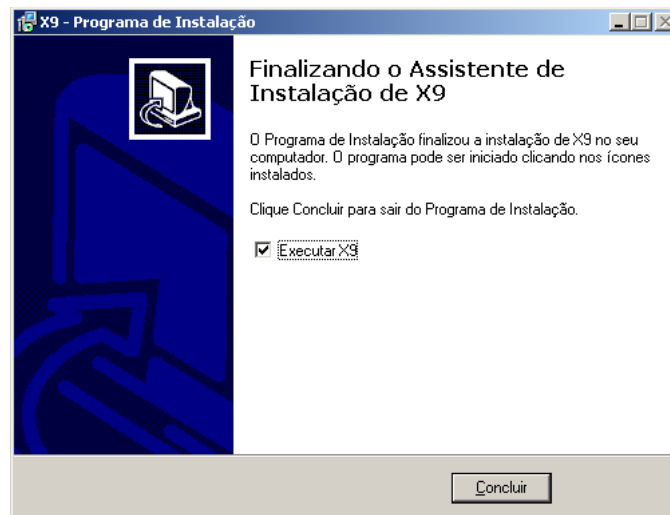 X9 - Programa de Instalação
Finalizando o Assistente de
Instalação de X9
O Programa de Instalação finalizou a instalação de X9 no seu
computador. O programa pode ser iniciado clicando nos ícones
instalados.
Clique Concluir para sair do Programa de Instalação.
Executar X9
Concluir